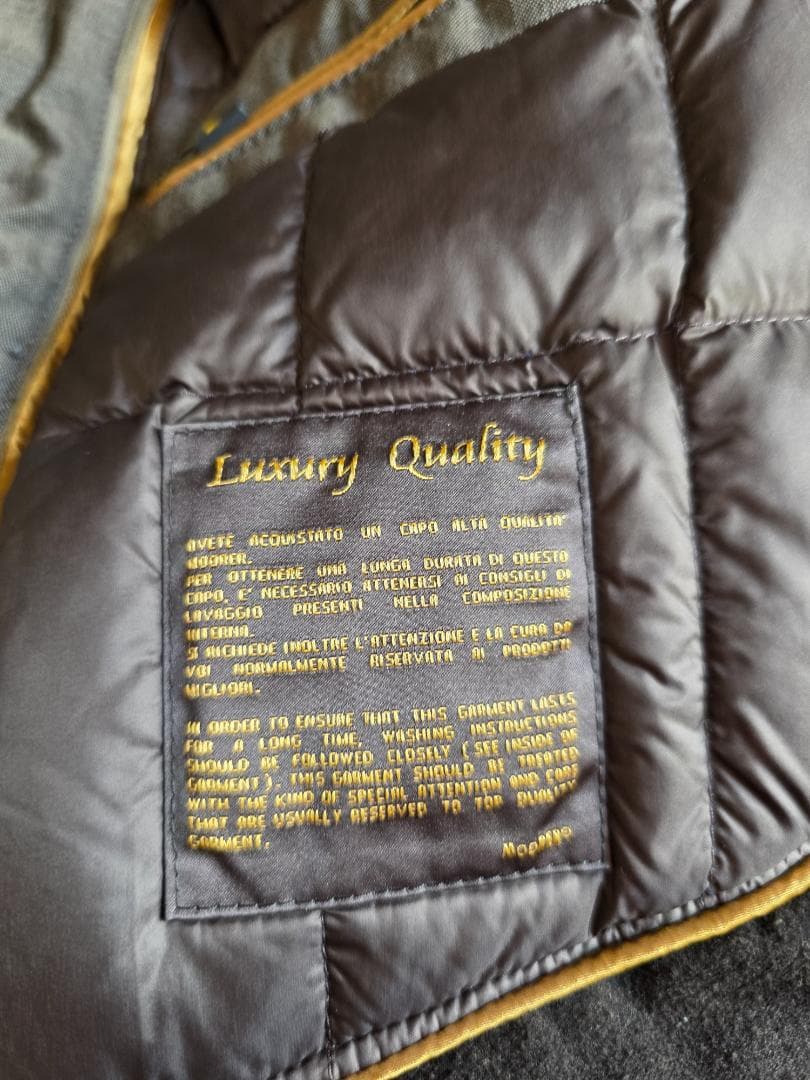 Luxury Quality
AVETE ACQUISTATO UN CAPO ALTA QUALITA'
MOORER.
PER OTTENERE UNA LUNGA DURATA DI QUESTO
CAPO, E' NECESSARIO ATTENERSI AI CONSIGLI DI
LAVAGGIO PRESENTI NELLA COMPOSIZIONE
INTERNA.
SI RICHIEDE INOLTRE L'ATTENZIONE E LA CURA DA
VOI NORMALMENTE RISERVATA AI PRODOTTI
MIGLIORI.
IN ORDER TO ENSURE THAT THIS GARMENT LASTS
FOR A LONG TIME, WASHING INSTRUCTIONS
SHOULD BE FOLLOWED CLOSELY (SEE INSIDE OF
GARMENT). THIS GARMENT SHOULD BE TREATED
WITH THE KIND OF SPECIAL ATTENTION AND CARE
THAT ARE USUALLY RESERVED TO TOP QUALITY
GARMENT.
MOORER©